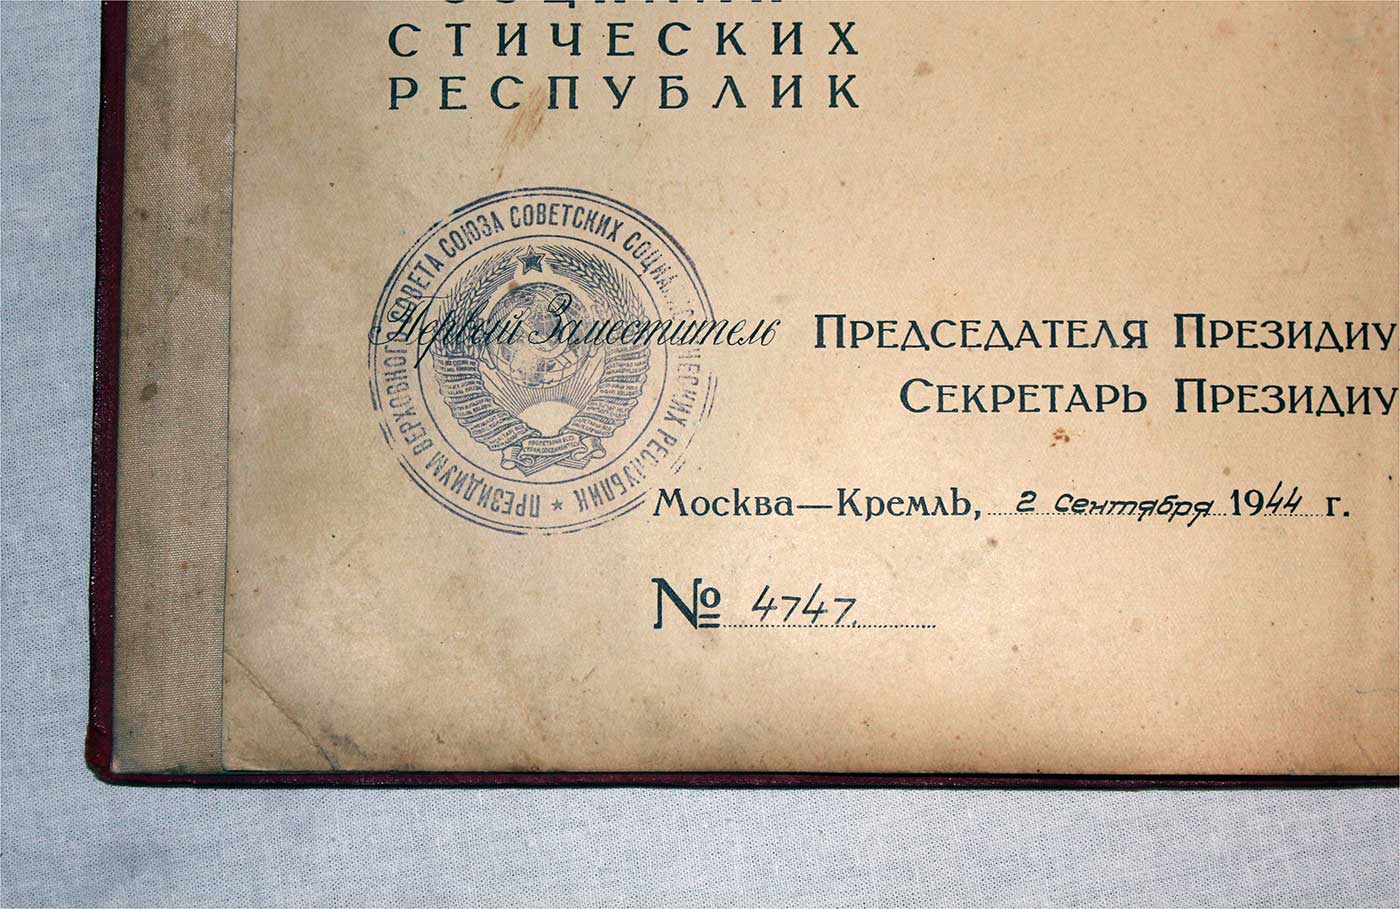 СТИЧЕСКИХ
РЕСПУБЛИК
ПРЕЗИДИУМ ВЕРХОВНОГО СОВЕТА СОЮЗА СОВЕТСКИХ СОЦИАЛИСТИЧЕСКИХ РЕСПУБЛИК *
Первый Заместитель ПРЕДСЕДАТЕЛЯ ПРЕЗИДИУ
СЕКРЕТАРЬ ПРЕЗИДИУ
МОСКВА—КРЕМЛЬ, 2 сентября 1944 г.
№ 4747.